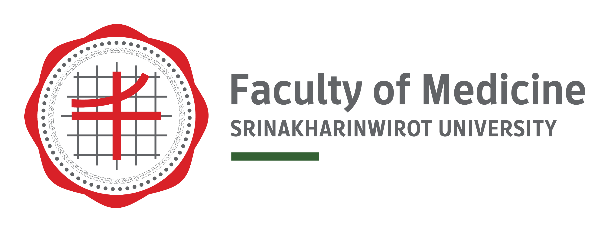 Faculty of Medicine
SRINAKHARINWIROT UNIVERSITY